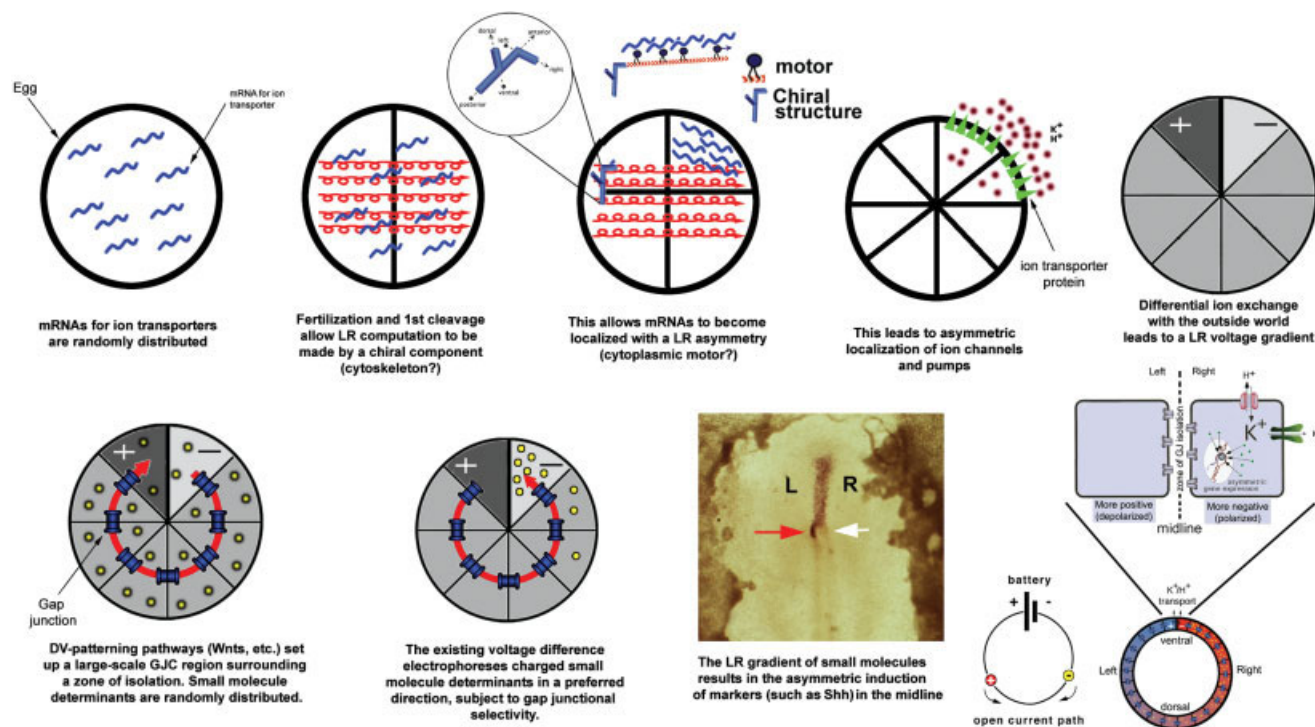 Egg
mRNA for ion
transporter
mRNAs for ion transporters
are randomly distributed
Fertilization and 1st cleavage
allow LR computation to be
made by a chiral component
(cytoskeleton?)
dorsal
left
anterior
right
ventral
posterior
motor
Chiral
structure
This allows mRNAs to become
localized with a LR asymmetry
(cytoplasmic motor?)
K+
H+
ion transporter
protein
This leads to asymmetric
localization of ion channels
and pumps
+ −
Differential ion exchange
with the outside world
leads to a LR voltage gradient
+ −
Gap
junction
DV-patterning pathways (Wnts, etc.) set
up a large-scale GJC region surrounding
a zone of isolation. Small molecule
determinants are randomly distributed.
+ −
The existing voltage difference
electrophoreses charged small
molecule determinants in a preferred
direction, subject to gap junctional
selectivity.
L R
The LR gradient of small molecules
results in the asymmetric induction
of markers (such as Shh) in the midline
Left Right
H+
K+
zone of GJ isolation
asymmetric
gene expression
More positive
(depolarized)
More negative
(polarized)
midline
battery
+ -
+ -
open current path
K+/H+
transport
+ -
ventral
Left Right
dorsal